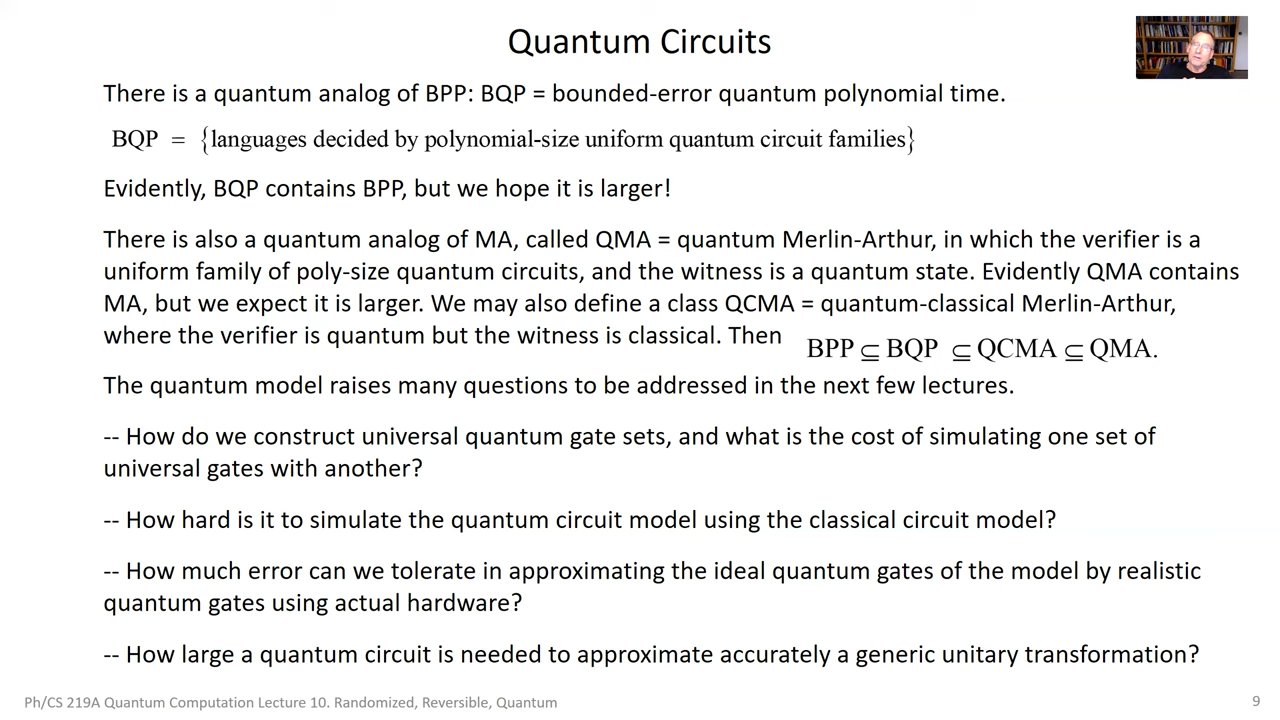 Quantum Circuits
There is a quantum analog of BPP: BQP = bounded-error quantum polynomial time.
BQP = {languages decided by polynomial-size uniform quantum circuit families}
Evidently, BQP contains BPP, but we hope it is larger!
There is also a quantum analog of MA, called QMA = quantum Merlin-Arthur, in which the verifier is a
uniform family of poly-size quantum circuits, and the witness is a quantum state. Evidently QMA contains
MA, but we expect it is larger. We may also define a class QCMA = quantum-classical Merlin-Arthur,
where the verifier is quantum but the witness is classical. Then BPP ⊆ BQP ⊆ QCMA ⊆ QMA.
The quantum model raises many questions to be addressed in the next few lectures.
-- How do we construct universal quantum gate sets, and what is the cost of simulating one set of
universal gates with another?
-- How hard is it to simulate the quantum circuit model using the classical circuit model?
-- How much error can we tolerate in approximating the ideal quantum gates of the model by realistic
quantum gates using actual hardware?
-- How large a quantum circuit is needed to approximate accurately a generic unitary transformation?
Ph/CS 219A Quantum Computation Lecture 10. Randomized, Reversible, Quantum
9